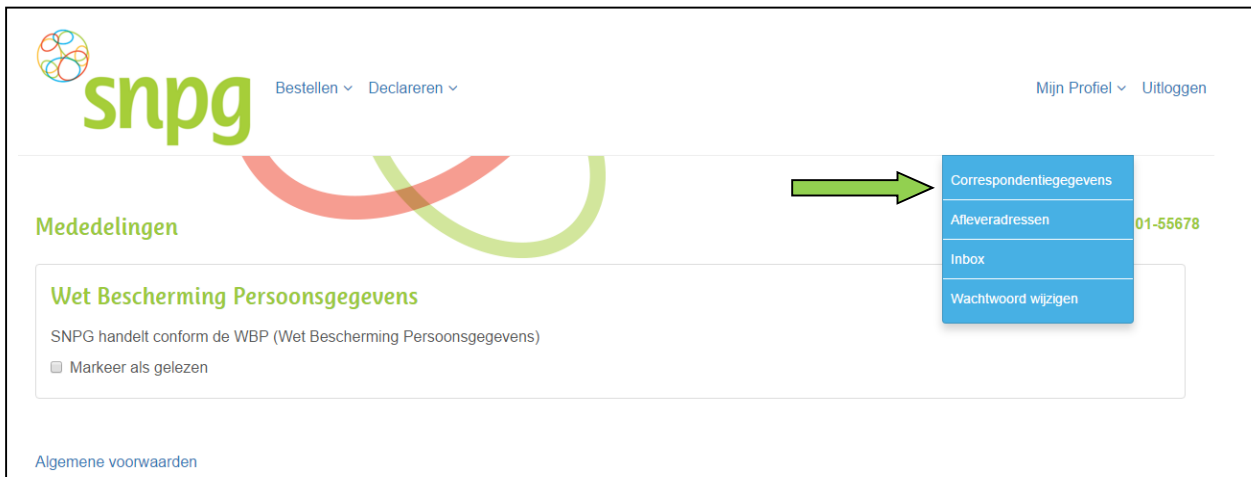 snpg
Bestellen Declareren
Mijn Profiel Uitloggen
Correspondentiegegevens
Afleveradressen
Inbox
Wachtwoord wijzigen
Mededelingen
01-55678
Wet Bescherming Persoonsgegevens
SNPG handelt conform de WBP (Wet Bescherming Persoonsgegevens)
Markeer als gelezen
Algemene voorwaarden